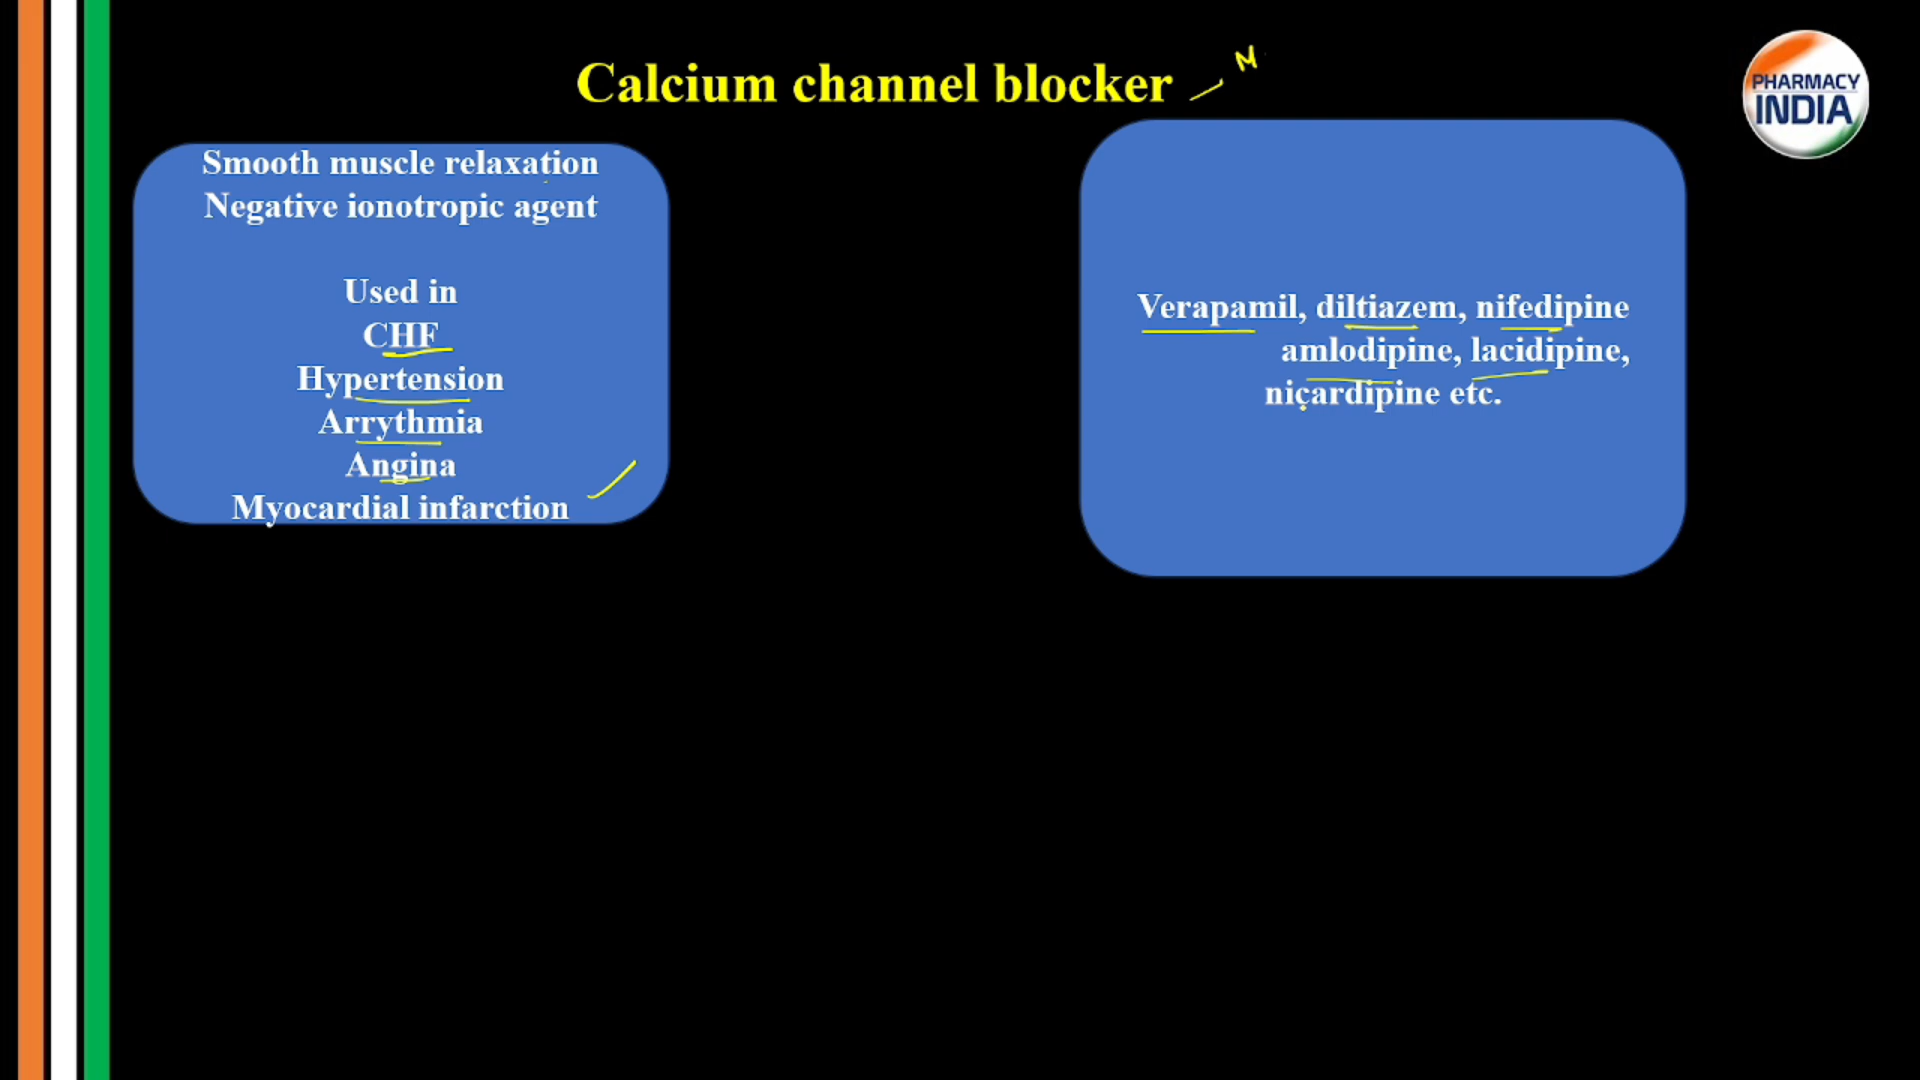 Calcium channel blocker
M
PHARMACY
INDIA
Smooth muscle relaxation
Negative ionotropic agent
Used in
CHF
Hypertension
Arrythmia
Angina
Myocardial infarction
Verapamil, diltiazem, nifedipine
amlodipine, lacidipine,
nicardipine etc.